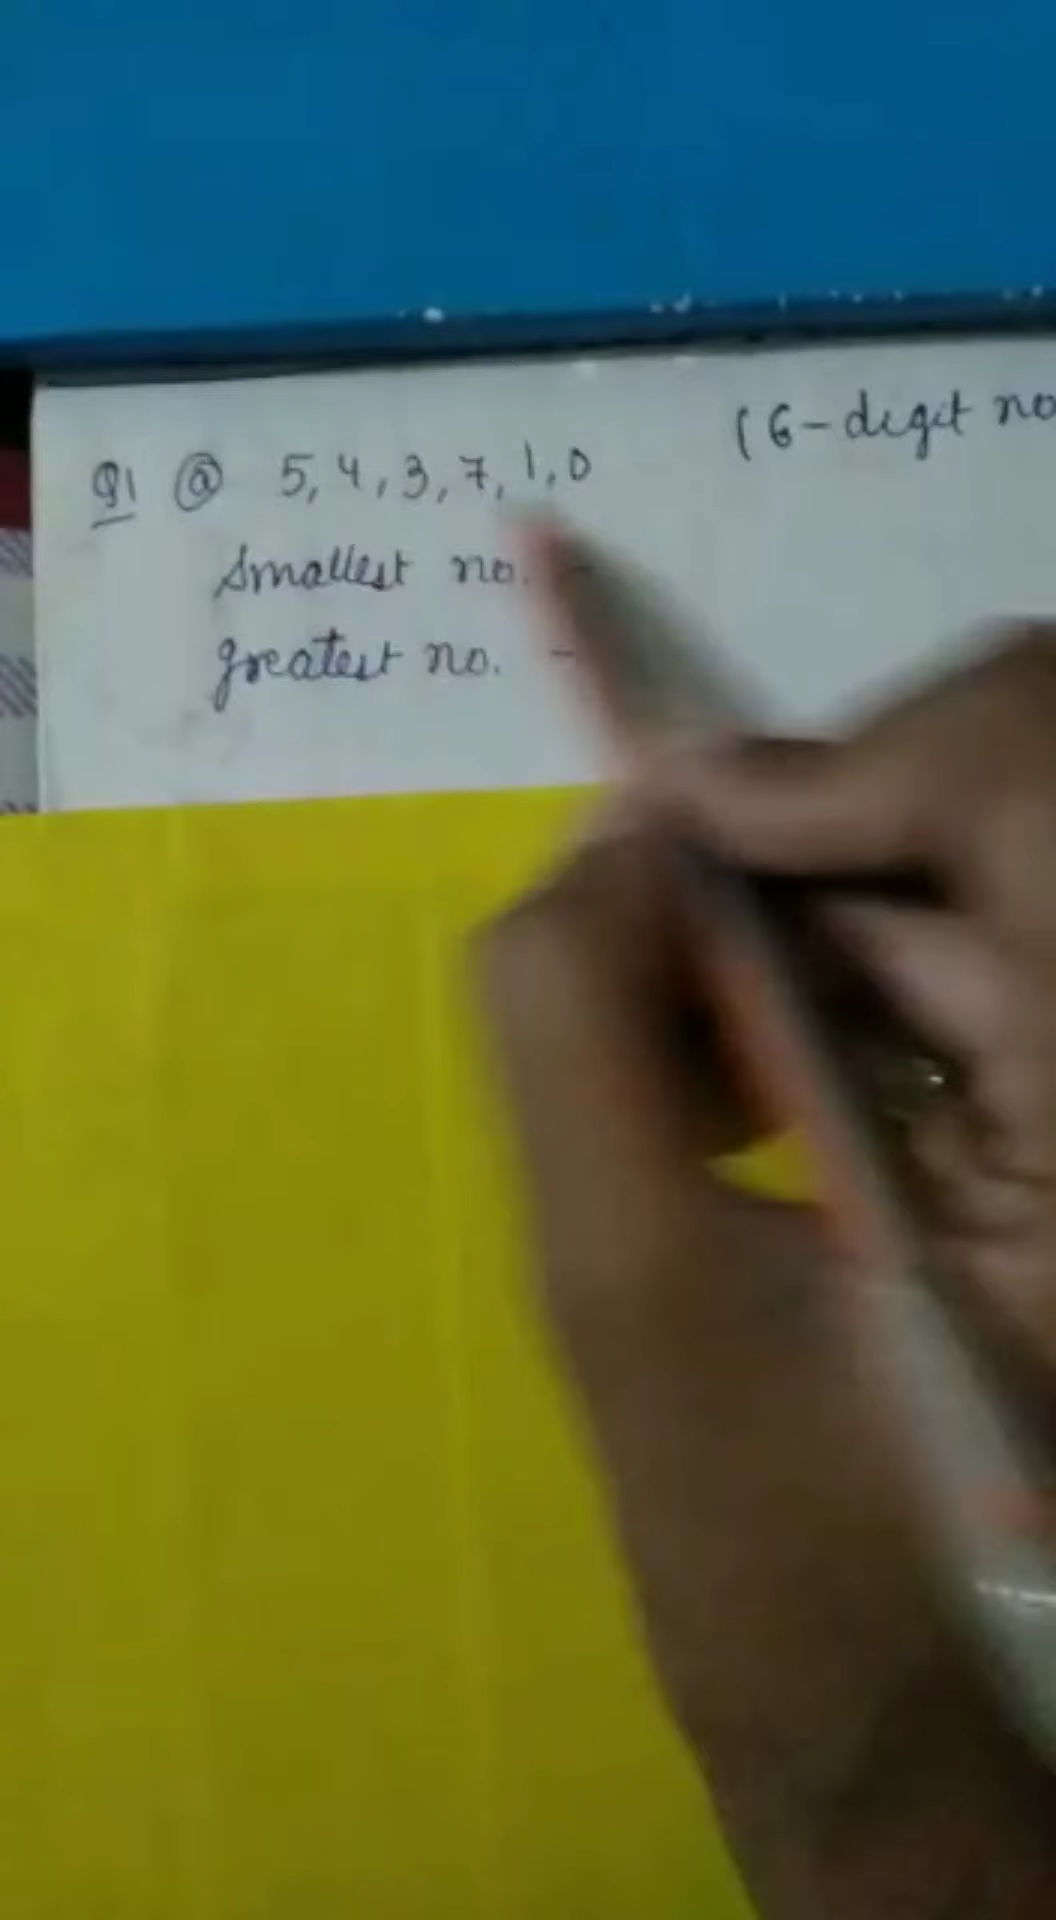 Q1 (a) 5, 4, 3, 7, 1, 0 (6-digit no
Smallest no. -
greatest no. -